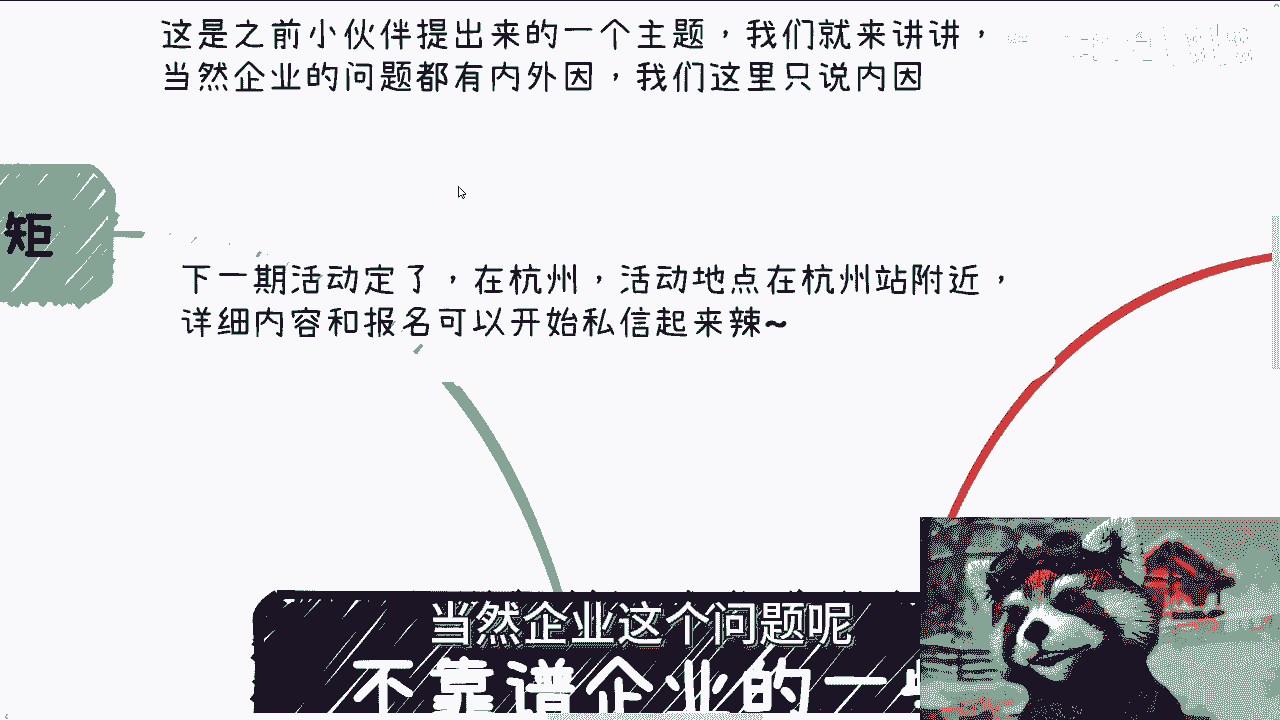 这是之前小伙伴提出来的一个主题，我们就来讲讲，
当然企业的问题都有内外因，我们这里只说内因
矩
下一期活动定了，在杭州，活动地点在杭州站附近，
详细内容和报名可以开始私信起来辣~
当然企业这个问题呢
不靠谱企业的一